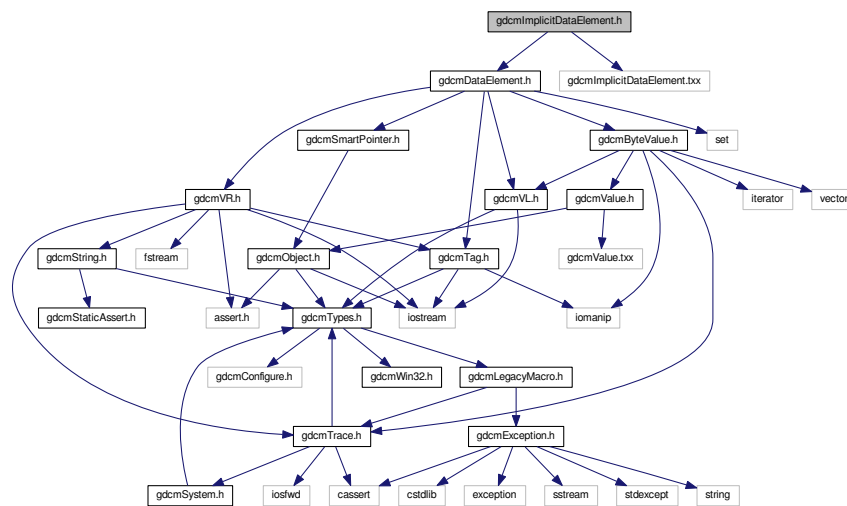 gdcmImplicitDataElement.h
gdcmDataElement.h
gdcmImplicitDataElement.txx
gdcmSmartPointer.h
gdcmByteValue.h
set
gdcmVR.h
gdcmVL.h
gdcmValue.h
iterator
vector
gdcmString.h
fstream
gdcmObject.h
gdcmTag.h
gdcmValue.txx
gdcmStaticAssert.h
assert.h
gdcmTypes.h
iostream
iomanip
gdcmConfigure.h
gdcmWin32.h
gdcmLegacyMacro.h
gdcmTrace.h
gdcmException.h
gdcmSystem.h
iosfwd
cassert
cstdlib
exception
sstream
stdexcept
string